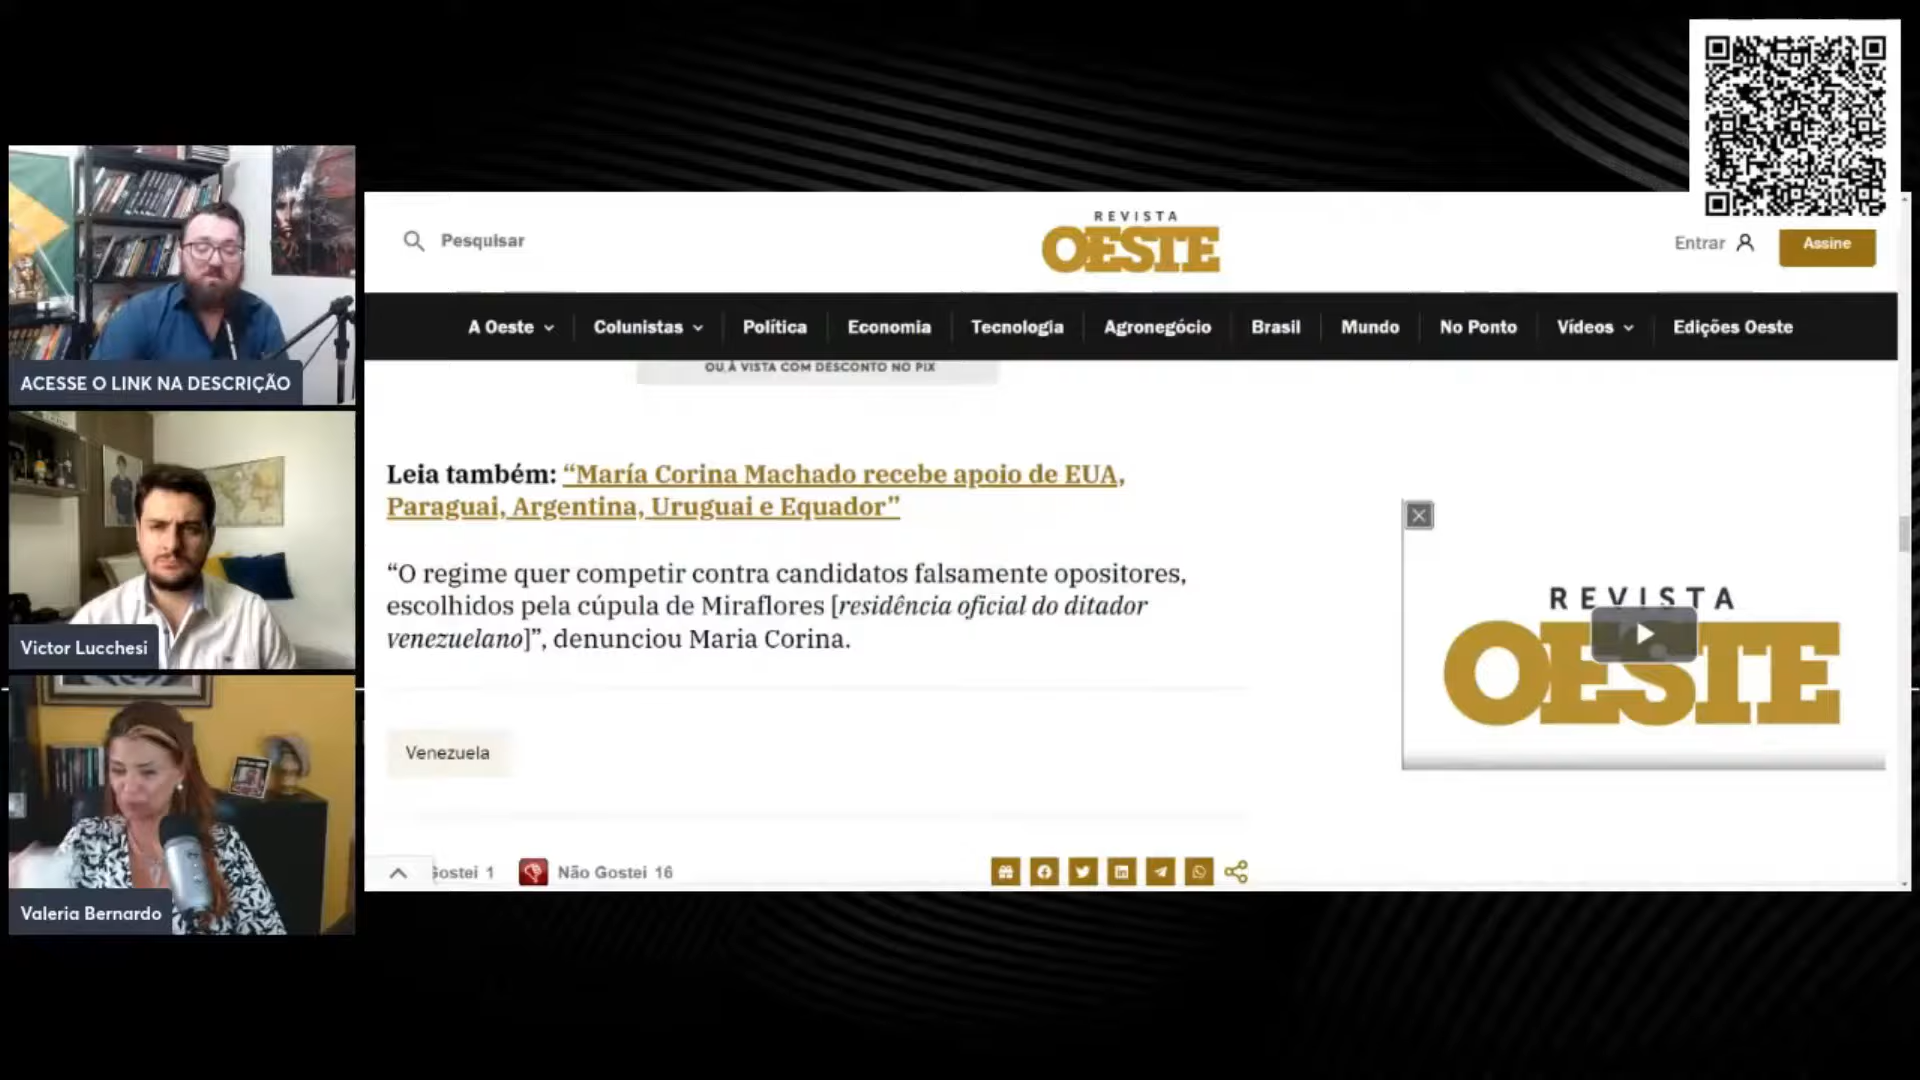 ACESSE O LINK NA DESCRIÇÃO
Victor Lucchesi
Valeria Bernardo
Pesquisar
REVISTA
OESTE
Entrar
Assine
A Oeste
Colunistas
Política
Economia
Tecnologia
Agronegócio
Brasil
Mundo
No Ponto
Vídeos
Edições Oeste
OU À VISTA COM DESCONTO NO PIX
Leia também: “María Corina Machado recebe apoio de EUA,
Paraguai, Argentina, Uruguai e Equador”
“O regime quer competir contra candidatos falsamente opositores,
escolhidos pela cúpula de Miraflores [residência oficial do ditador
venezuelano]”, denunciou Maria Corina.
Venezuela
Gostei 1
Não Gostei 16
REVISTA
OESTE